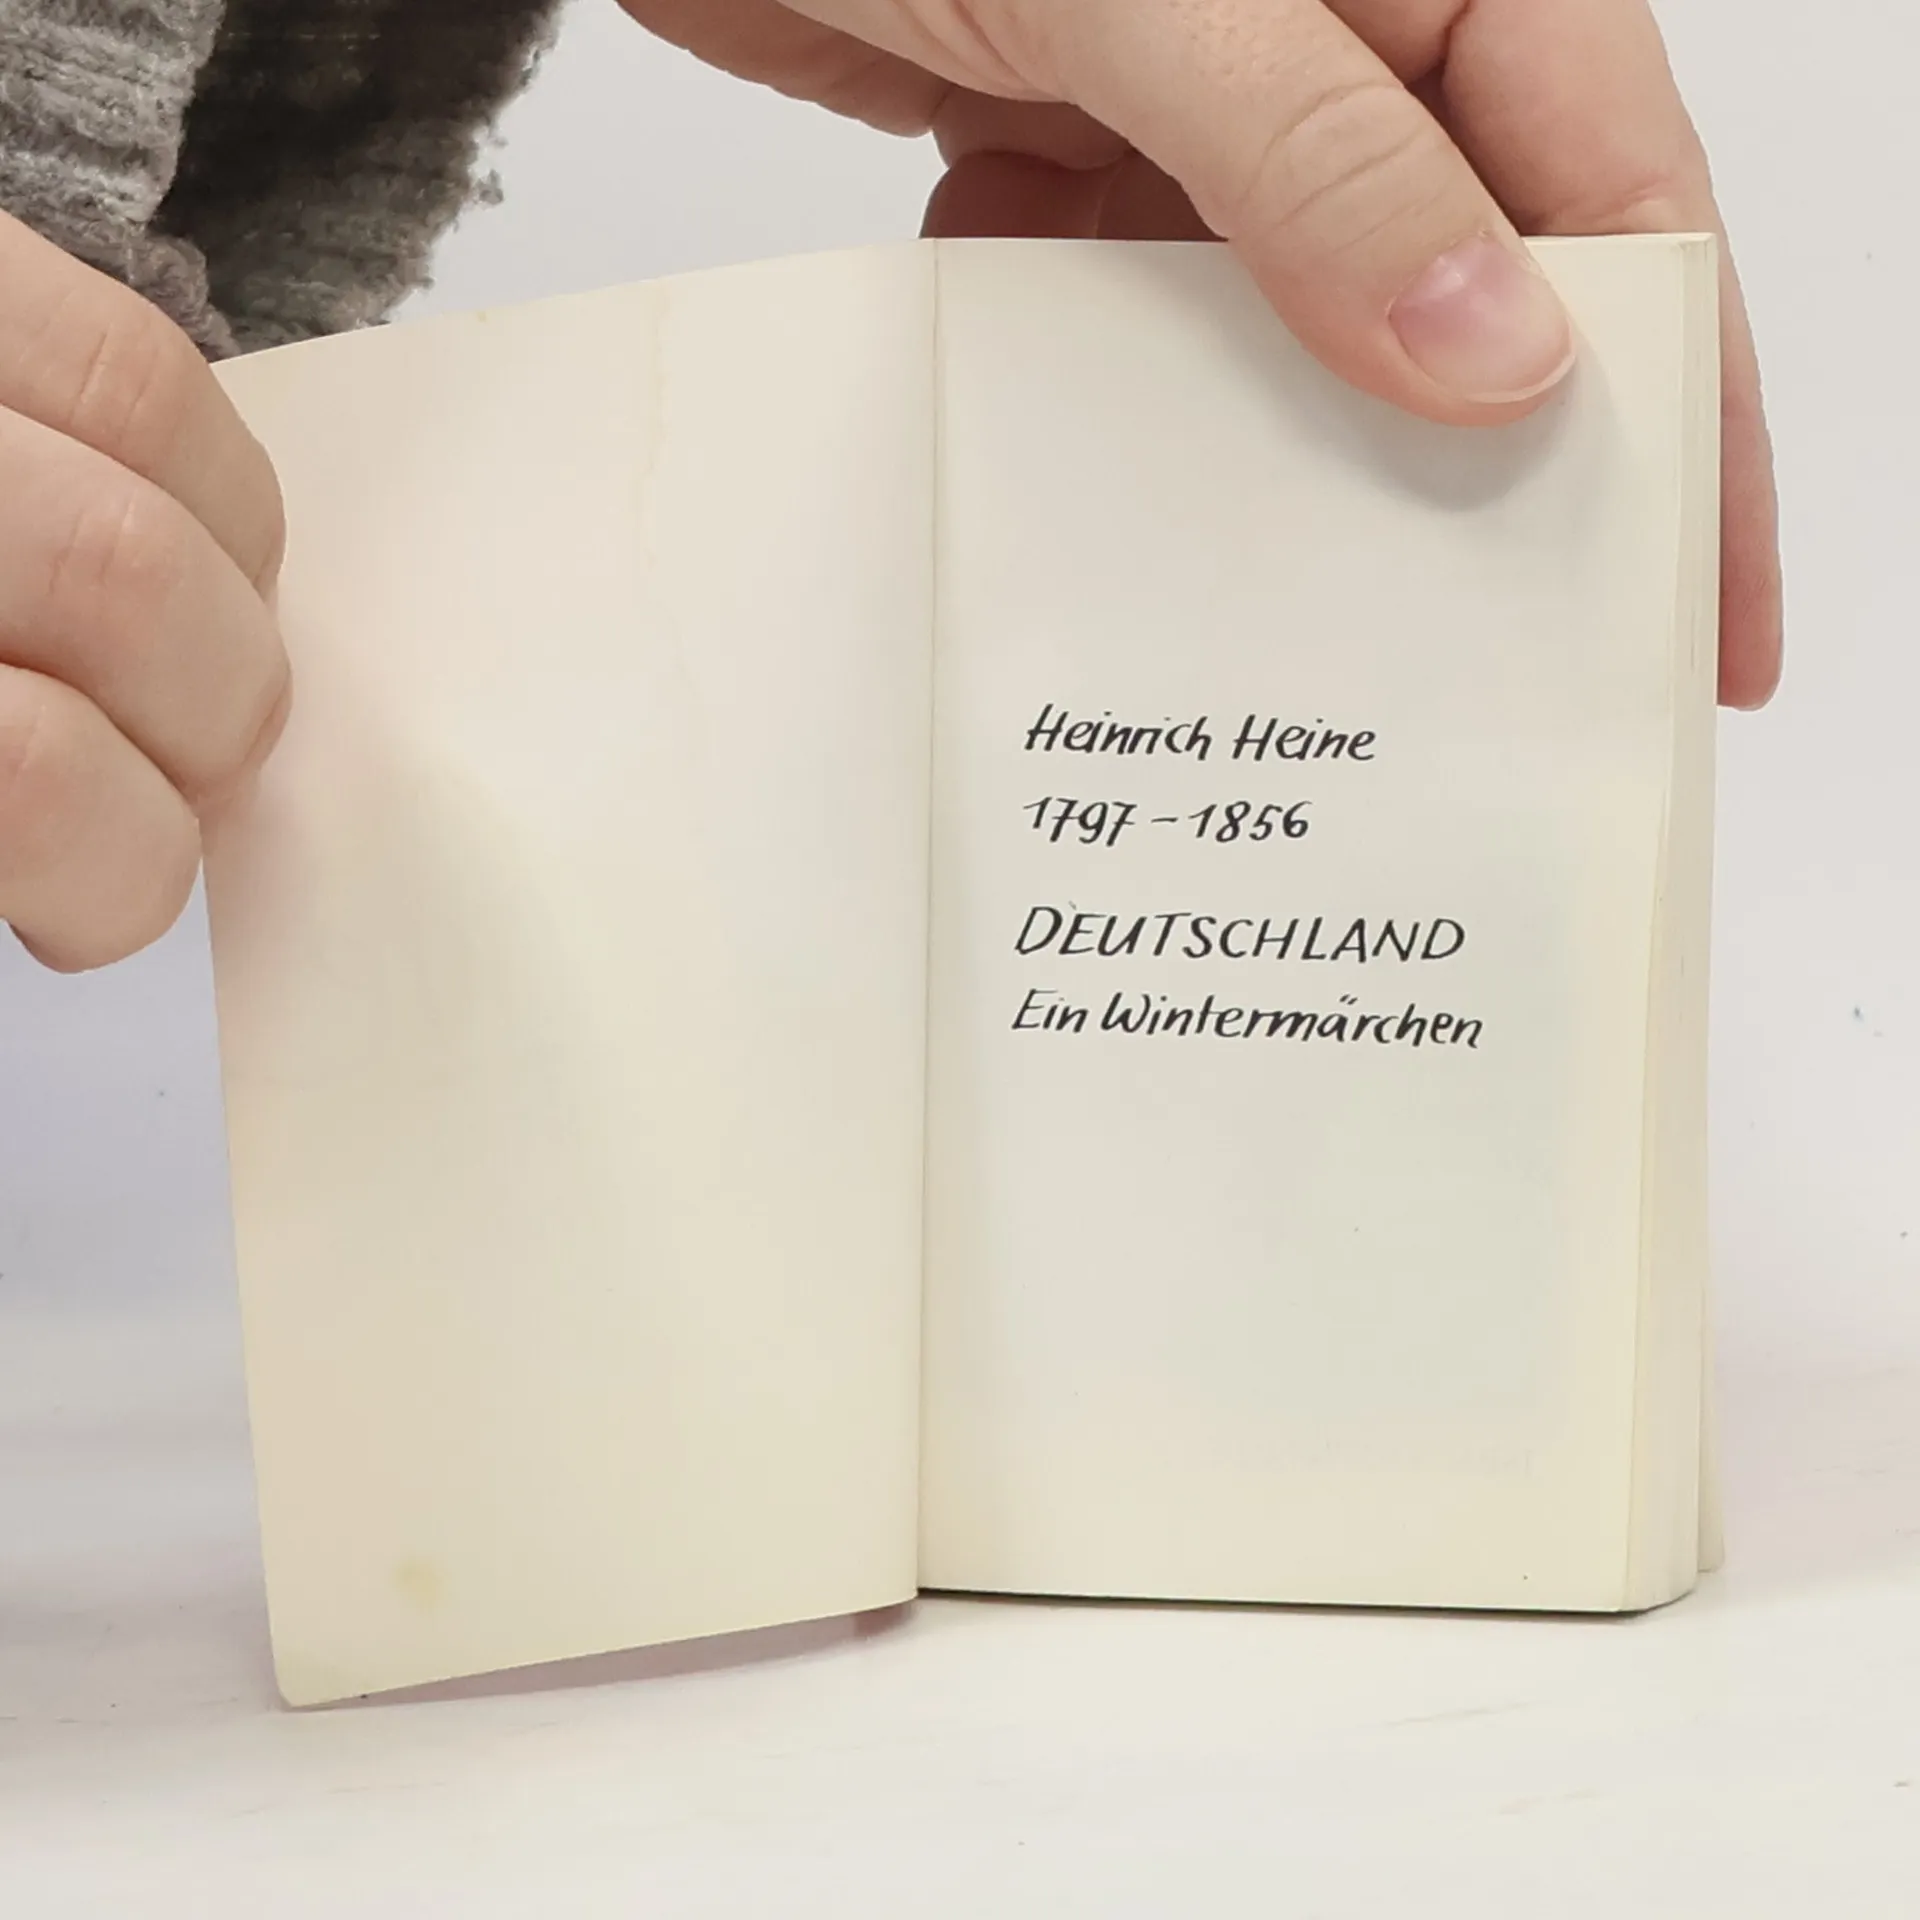 Heinrich Heine
1797 – 1856
DEUTSCHLAND
Ein Wintermärchen